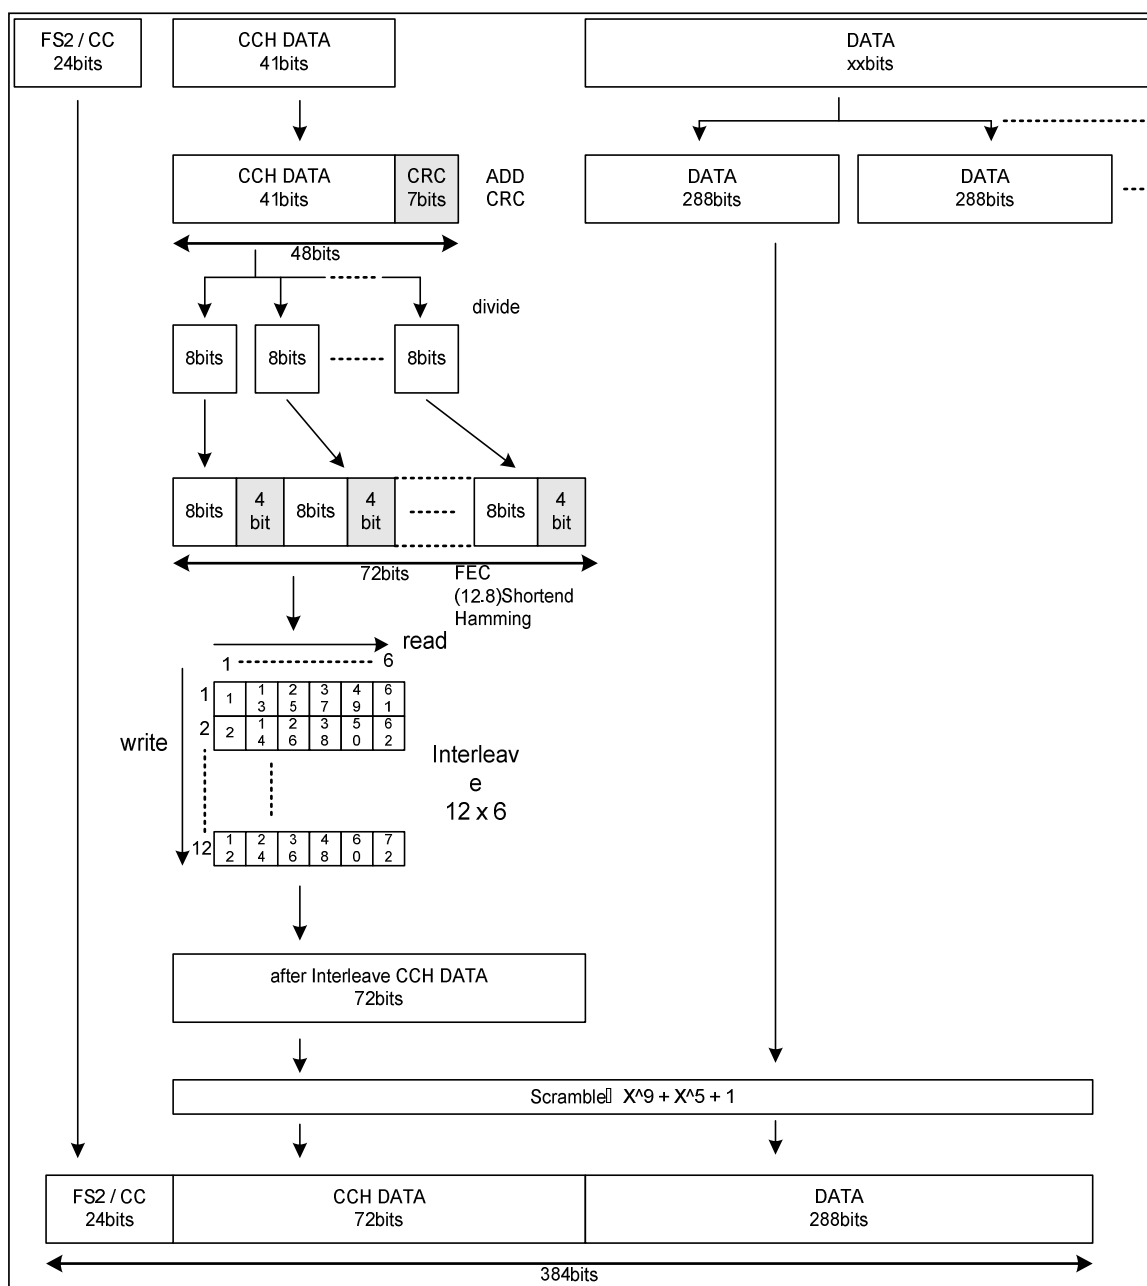 FS2 / CC
24bits
CCH DATA
41bits
DATA
xxbits
CCH DATA
41bits
CRC
7bits
ADD
CRC
DATA
288bits
DATA
288bits
48bits
divide
8bits
8bits
8bits
8bits
4
bit
8bits
4
bit
8bits
4
bit
72bits
FEC
(12.8)Shortend
Hamming
read
1
6
1
1
1
3
2
5
3
7
4
9
6
1
2
2
1
4
2
6
3
8
5
0
6
2
write
Interleav
e
12 x 6
12
1
2
2
4
3
6
4
8
6
0
7
2
after Interleave CCH DATA
72bits
Scramble▯ X^9 + X^5 + 1
FS2 / CC
24bits
CCH DATA
72bits
DATA
288bits
384bits